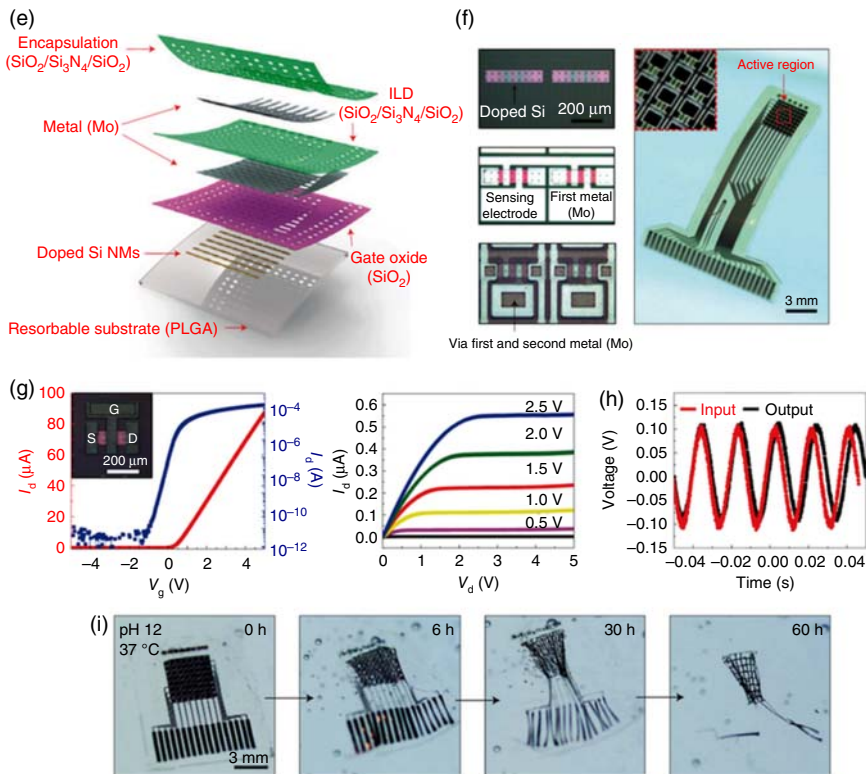 (e)
Encapsulation
(SiO2/Si3N4/SiO2)
ILD
(SiO2/Si3N4/SiO2)
Metal (Mo)
Doped Si NMs
Gate oxide
(SiO2)
Resorbable substrate (PLGA)
(f)
Doped Si
200 μm
Sensing
electrode
First metal
(Mo)
Via first and second metal (Mo)
Active region
3 mm
(g)
100
80
60
40
20
0
Id (μA)
G
S
D
200 μm
10−4
10−6
10−8
10−10
10−12
Id (A)
−4
−2
0
2
4
Vg (V)
0.6
0.5
0.4
0.3
0.2
0.1
0.0
Id (μA)
2.5 V
2.0 V
1.5 V
1.0 V
0.5 V
0
1
2
3
4
5
Vd (V)
(h)
Input
Output
0.15
0.10
0.05
0.00
−0.05
−0.10
−0.15
Voltage (V)
−0.04
−0.02
0.00
0.02
0.04
Time (s)
(i)
pH 12
37 °C
0 h
3 mm
6 h
30 h
60 h